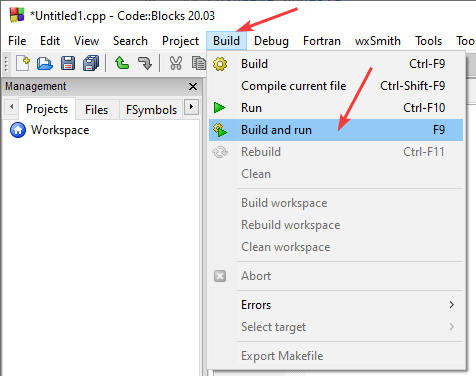 *Untitled1.cpp - Code::Blocks 20.03
File Edit View Search Project Build Debug Fortran wxSmith Tools Too
Management
Projects Files FSymbols
Workspace
Build Ctrl-F9
Compile current file Ctrl-Shift-F9
Run Ctrl-F10
Build and run F9
Rebuild Ctrl-F11
Clean
Build workspace
Rebuild workspace
Clean workspace
Abort
Errors
Select target
Export Makefile